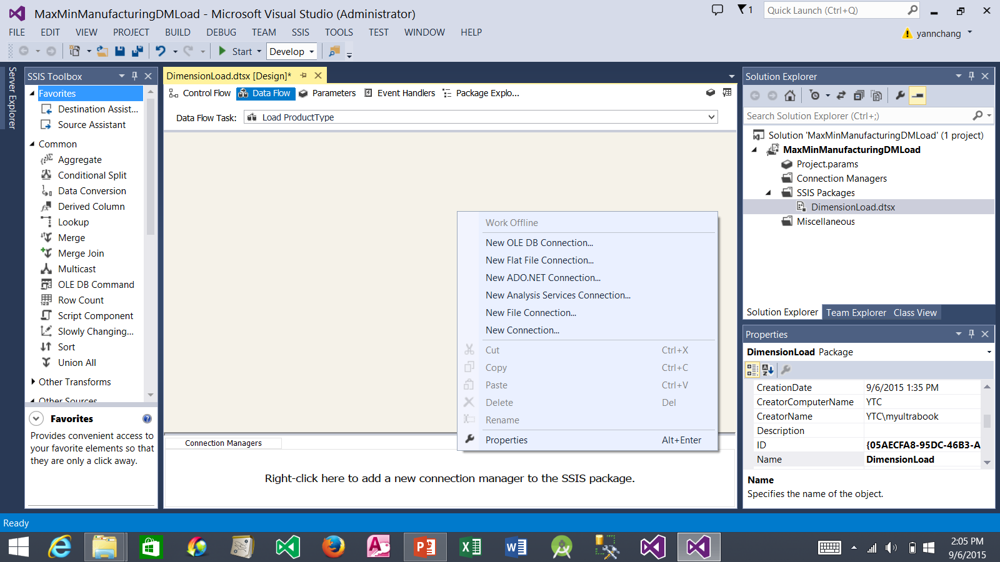 MaxMinManufacturingDMLoad - Microsoft Visual Studio (Administrator)
1
Quick Launch (Ctrl+Q)
FILE EDIT VIEW PROJECT BUILD DEBUG TEAM SSIS TOOLS TEST WINDOW HELP
yannchang
Start
Develop
Server Explorer
SSIS Toolbox
Favorites
Destination Assist...
Source Assistant
Common
Aggregate
Conditional Split
Data Conversion
Derived Column
Lookup
Merge
Merge Join
Multicast
OLE DB Command
Row Count
Script Component
Slowly Changing...
Sort
Union All
Other Transforms
Other Sources
Favorites
Provides convenient access to
your favorite elements so that
they are only a click away.
DimensionLoad.dtsx [Design]*
Control Flow Data Flow Parameters Event Handlers Package Explo...
Data Flow Task: Load ProductType
Work Offline
New OLE DB Connection...
New Flat File Connection...
New ADO.NET Connection...
New Analysis Services Connection...
New File Connection...
New Connection...
Cut Ctrl+X
Copy Ctrl+C
Paste Ctrl+V
Delete Del
Rename
Properties Alt+Enter
Connection Managers
Right-click here to add a new connection manager to the SSIS package.
Solution Explorer
Search Solution Explorer (Ctrl+;)
Solution 'MaxMinManufacturingDMLoad' (1 project)
MaxMinManufacturingDMLoad
Project.params
Connection Managers
SSIS Packages
DimensionLoad.dtsx
Miscellaneous
Solution Explorer Team Explorer Class View
Properties
DimensionLoad Package
CreationDate 9/6/2015 1:35 PM
CreatorComputerName YTC
CreatorName YTC\myultrabook
Description
ID {05AECFA8-95DC-46B3-A
Name DimensionLoad
Name
Specifies the name of the object.
Ready
2:05 PM
9/6/2015